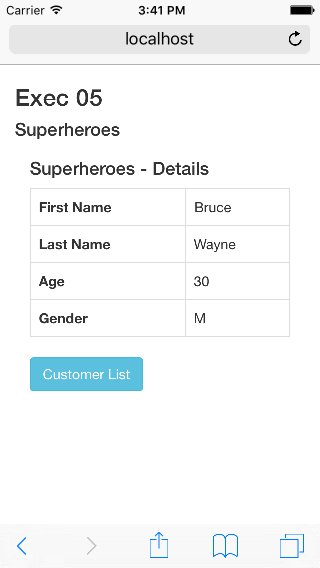 Carrier 3:41 PM
localhost
Exec 05
Superheroes
Superheroes - Details
First Name Bruce
Last Name Wayne
Age 30
Gender M
Customer List